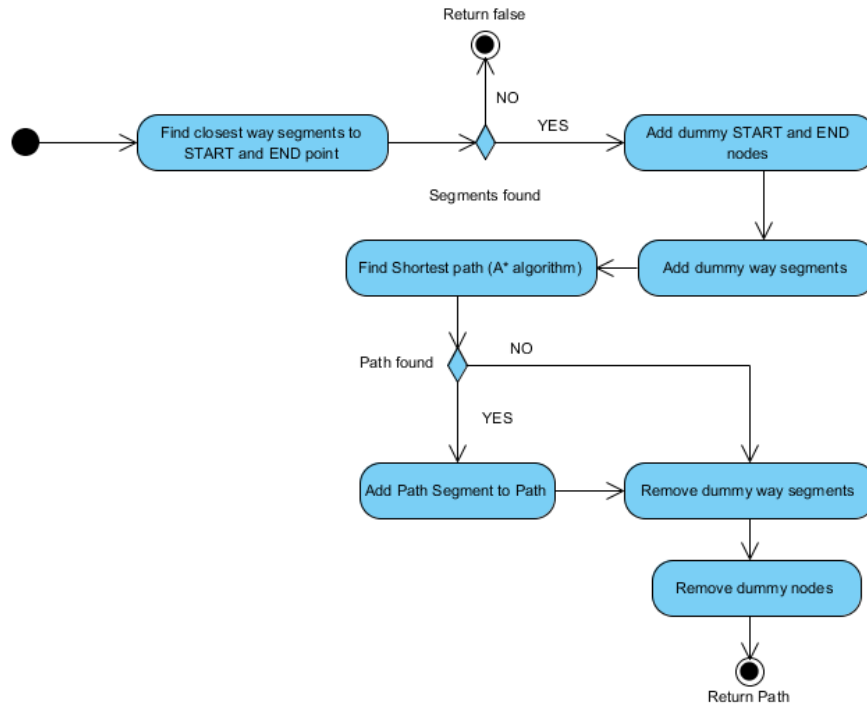 Return false
NO
YES
Find closest way segments to
START and END point
Add dummy START and END
nodes
Segments found
Find Shortest path (A* algorithm)
Add dummy way segments
Path found
NO
YES
Add Path Segment to Path
Remove dummy way segments
Remove dummy nodes
Return Path